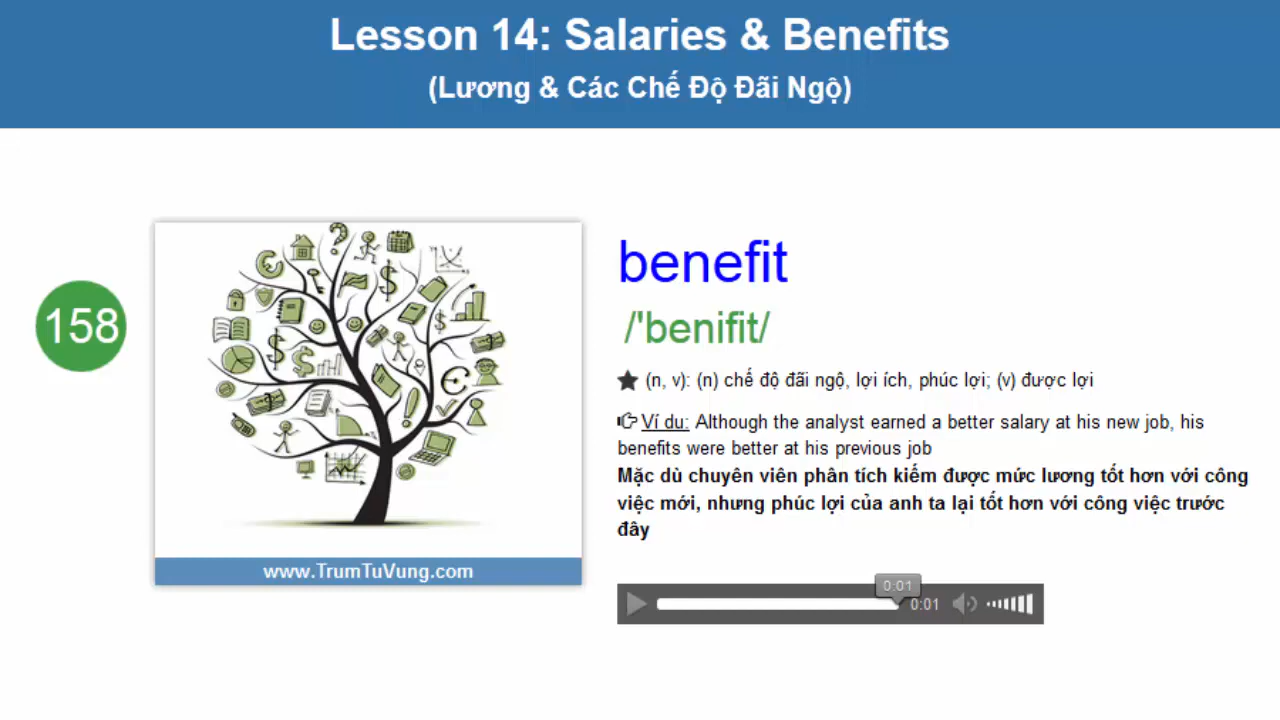 Lesson 14: Salaries & Benefits
(Lương & Các Chế Độ Đãi Ngộ)
158
www.TrumTuVung.com
benefit
/'benifit/
(n, v): (n) chế độ đãi ngộ, lợi ích, phúc lợi; (v) được lợi
Ví dụ: Although the analyst earned a better salary at his new job, his
benefits were better at his previous job
Mặc dù chuyên viên phân tích kiếm được mức lương tốt hơn với công
việc mới, nhưng phúc lợi của anh ta lại tốt hơn với công việc trước
đây
0:01
0:01